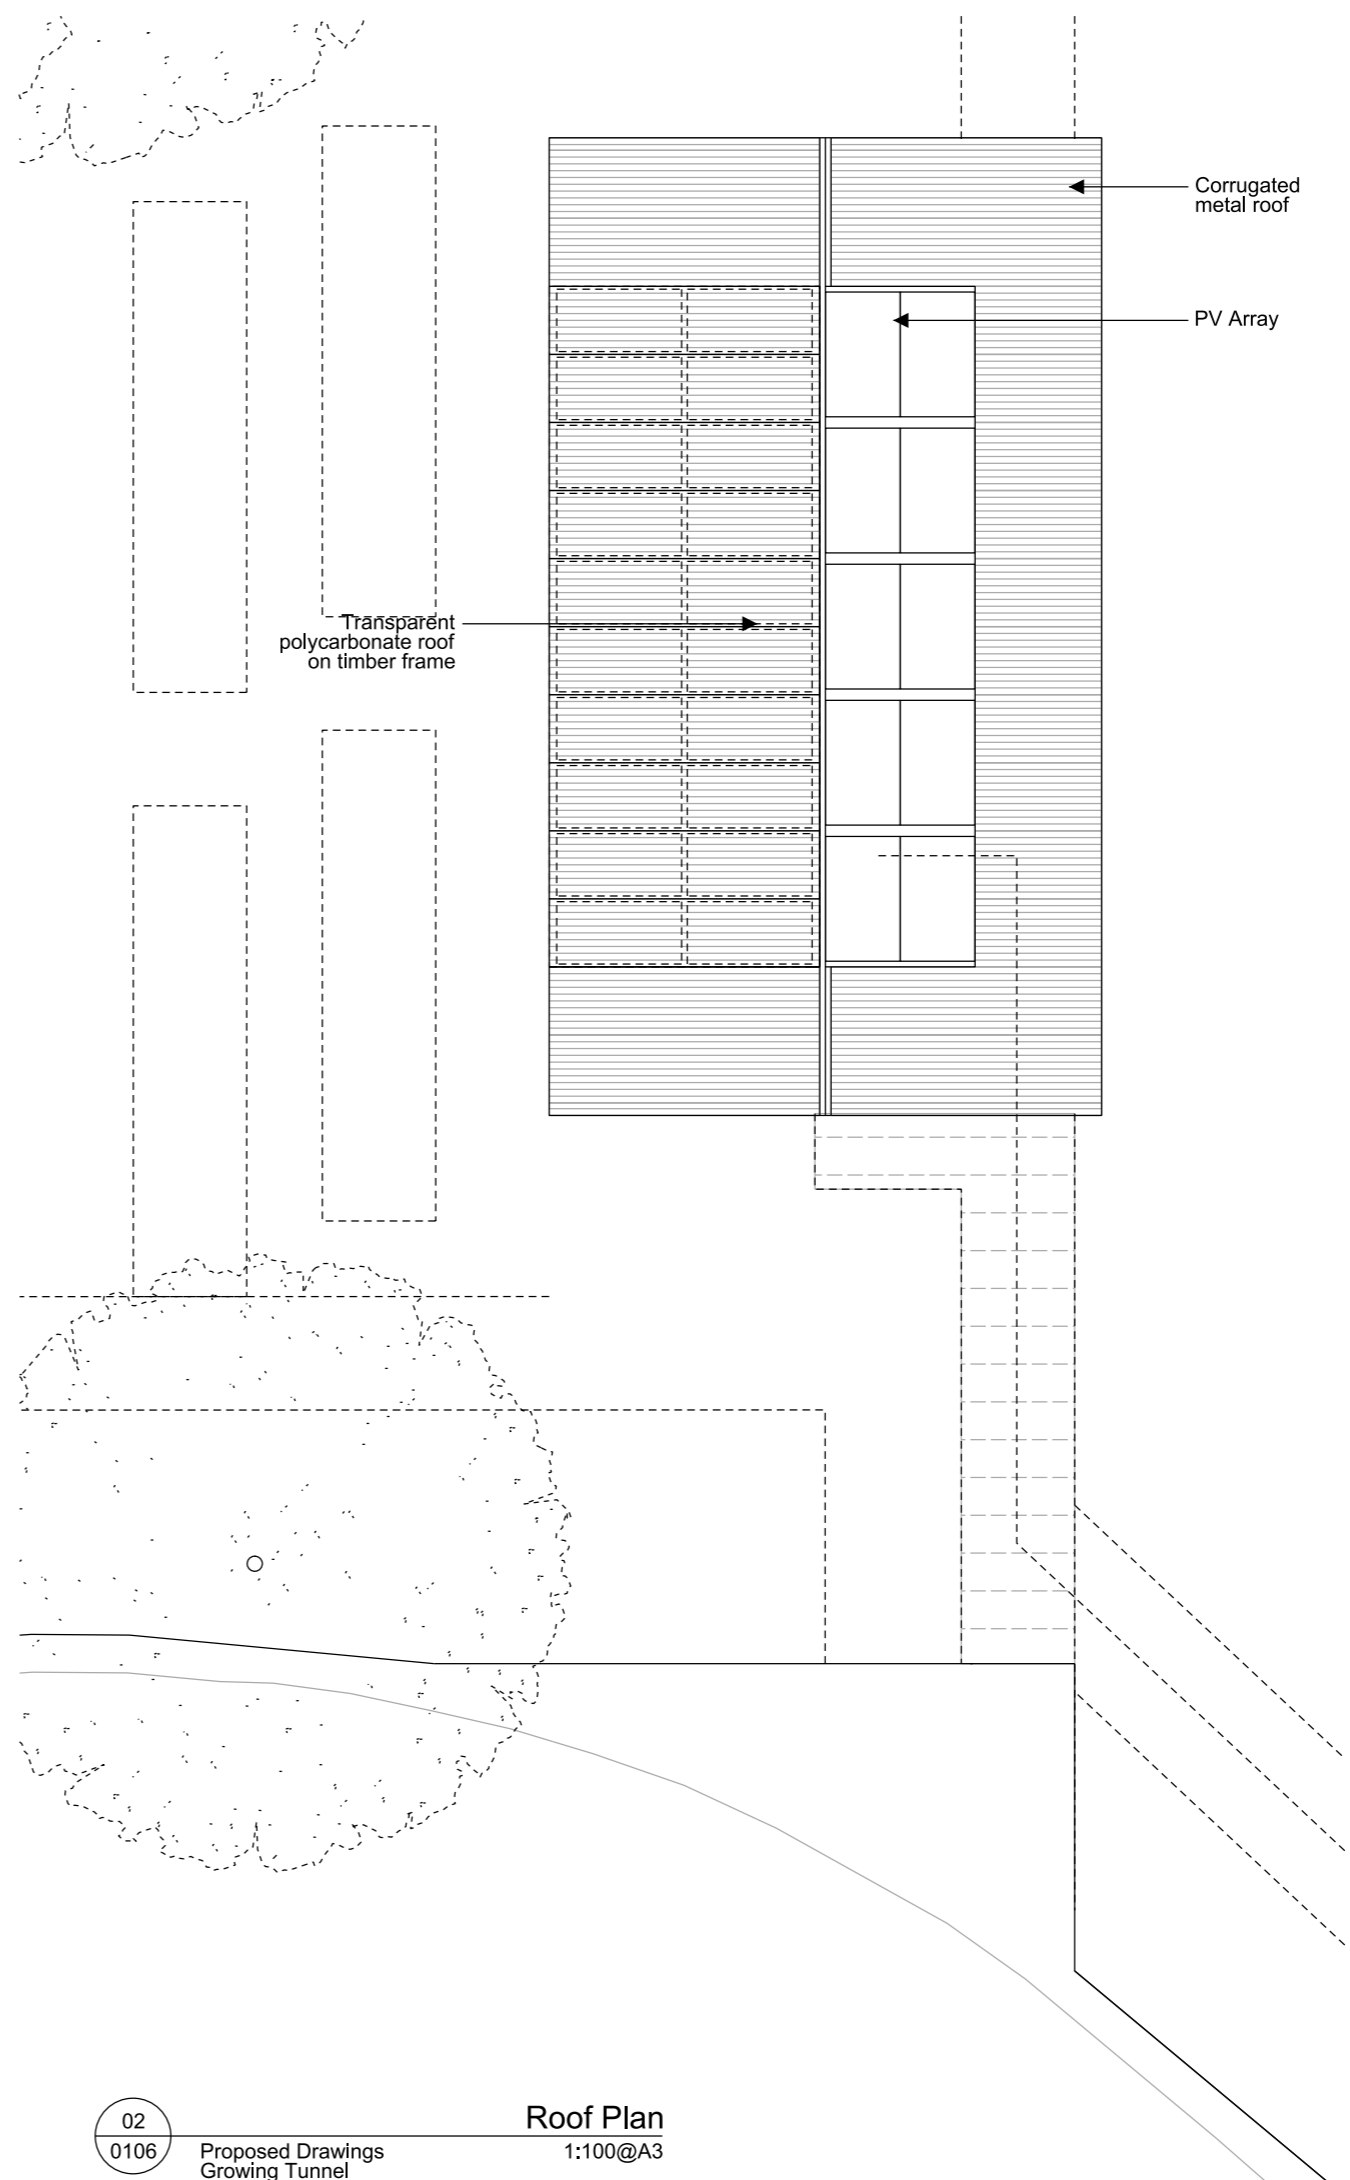 Corrugated
metal roof
PV Array
Transparent
polycarbonate roof
on timber frame
02
Roof Plan
0106
Proposed Drawings
1:100@A3
Growing Tunnel